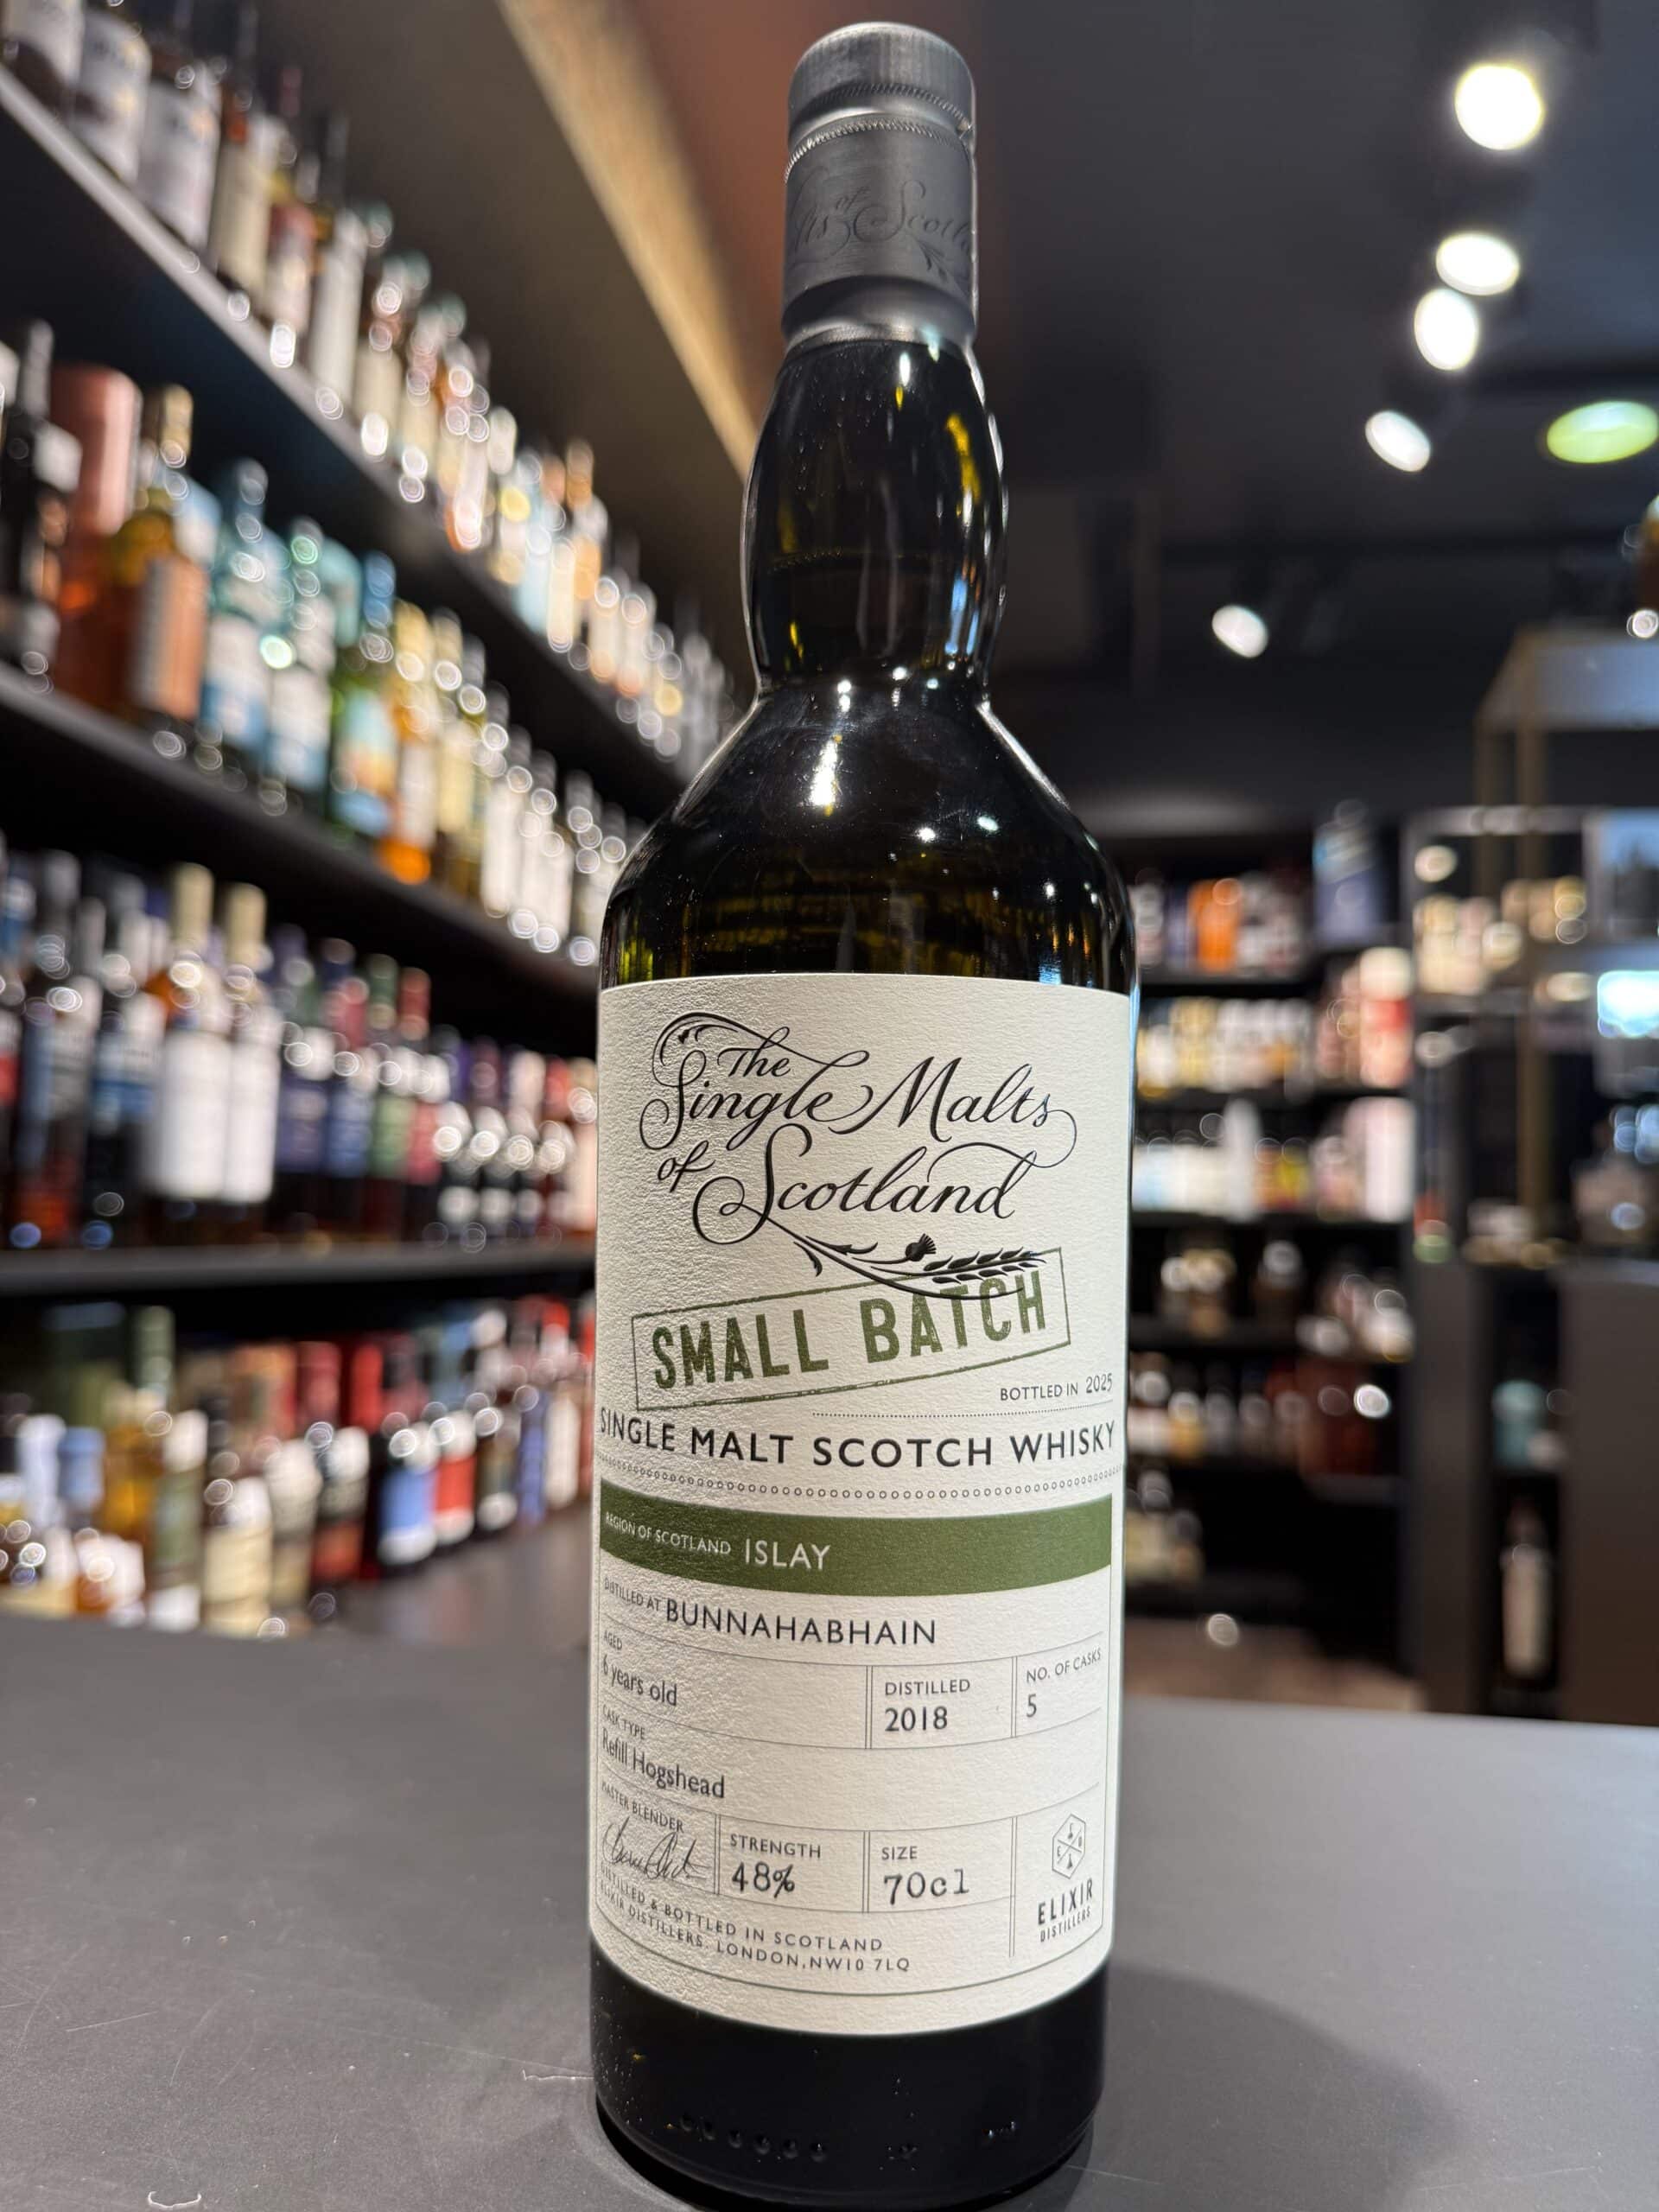 The
Single Malts
of Scotland
SMALL BATCH
BOTTLED IN 2025
SINGLE MALT SCOTCH WHISKY
REGION OF SCOTLAND ISLAY
DISTILLED AT BUNNAHABHAIN
AGED
6 years old
DISTILLED
2018
NO. OF CASKS
5
CASK TYPE
Refill Hogshead
MASTER BLENDER
STRENGTH
48%
SIZE
70cl
ELIXIR
DISTILLERS
DISTILLED & BOTTLED IN SCOTLAND
ELIXIR DISTILLERS. LONDON, NW10 7LQ